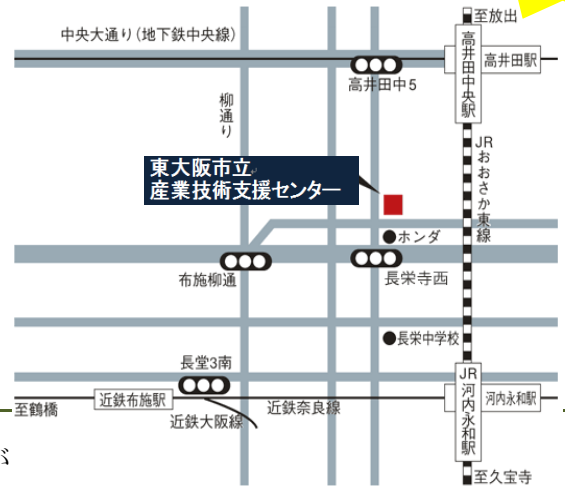 至放出
中央大通り(地下鉄中央線)
高井田中央駅
高井田駅
高井田中5
柳通り
JRおおさか東線
東大阪市立
産業技術支援センター
ホンダ
布施柳通
長栄寺西
長栄中学校
長堂3南
JR河内永和駅
近鉄布施駅
河内永和駅
至鶴橋
近鉄奈良線
近鉄大阪線
が
至久宝寺